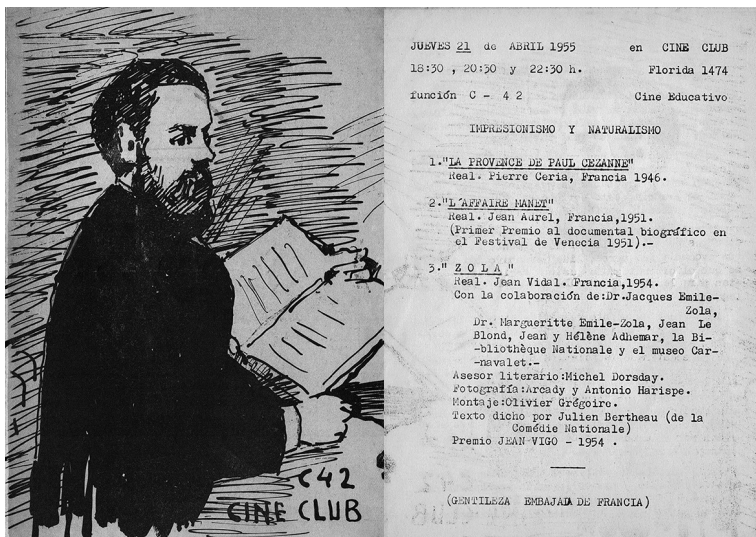 C42
CINE CLUB
JUEVES 21 de ABRIL 1955 en CINE CLUB
18:30 , 20:30 y 22:30 h. Florida 1474
función C - 4 2 Cine Educativo
IMPRESIONISMO Y NATURALISMO
1."LA PROVENCE DE PAUL CEZANNE"
Real. Pierre Ceria, Francia 1946.
2."L'AFFAIRE MANET"
Real. Jean Aurel, Francia,1951.
(Primer Premio al documental biográfico en
el Festival de Venecia 1951).-
3." Z O L A "
Real. Jean Vidal. Francia,1954.
Con la colaboración de:Dr.Jacques Emile-
Zola,
Dr. Margueritte Emile-Zola, Jean Le
Blond, Jean y Hélène Adhemar, la Bi-
-bliothèque Nationale y el museo Car-
-navalet.-
Asesor literario:Michel Dorsday.
Fotografía:Arcady y Antonio Harispe.
Montaje:Olivier Grégoiro.
Texto dicho por Julien Bertheau (de la
Comédie Nationale)
Premio JEAN VIGO - 1954 .
(GENTILEZA EMBAJADA DE FRANCIA)